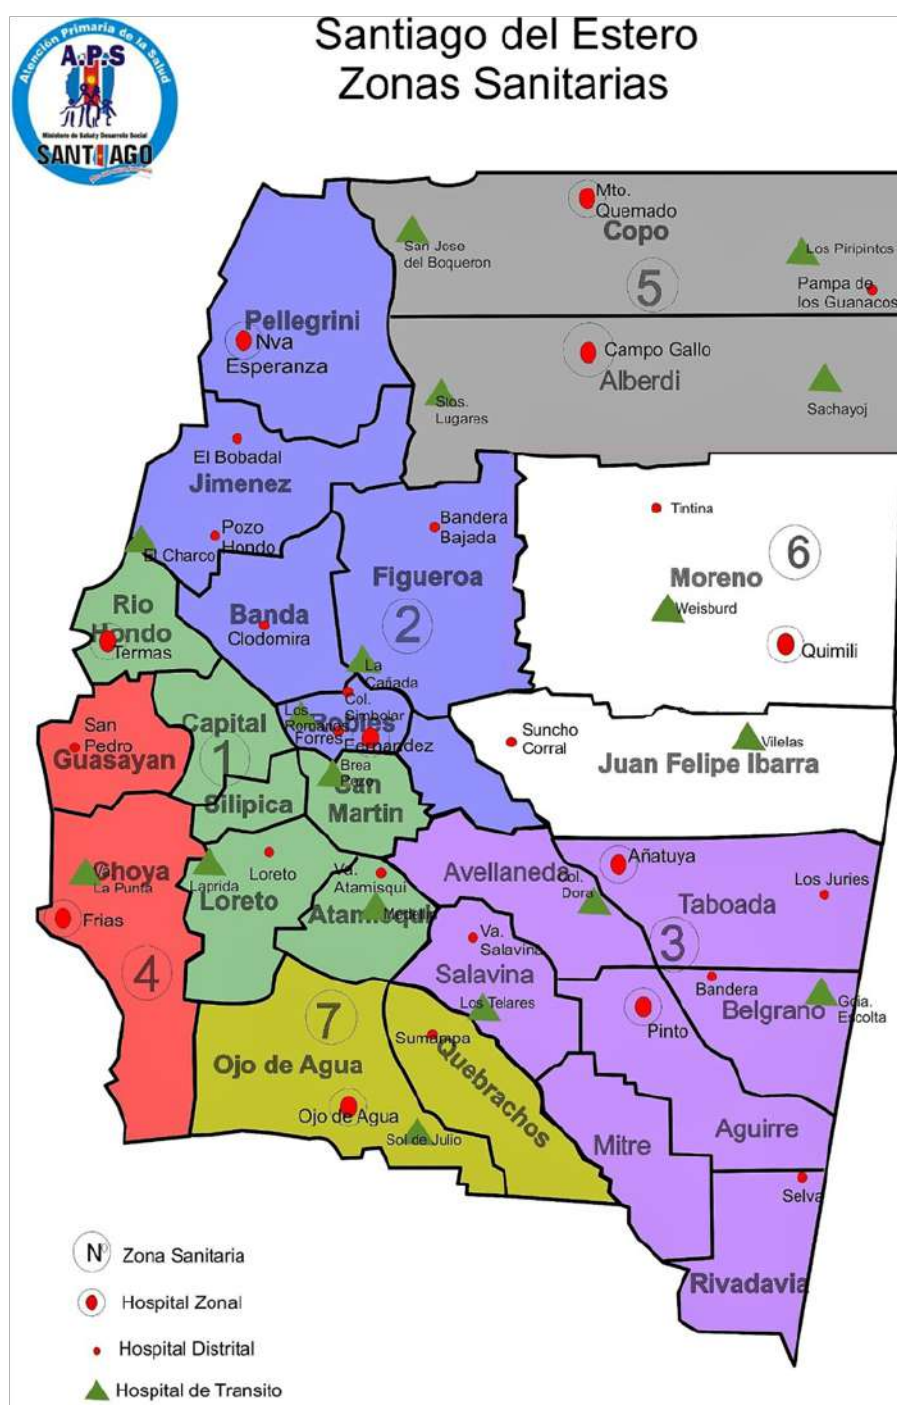 Santiago del Estero
Zonas Sanitarias
Atención Primaria de la Salud
A.P.S
Ministerio de Salud y Desarrollo Social
SANTIAGO
Mto.
Quemado
Copo
San Jose
del Boqueron
Los Piripintos
5
Pampa de
los Guanacos
Pellegrini
Nva
Esperanza
Campo Gallo
Alberdi
Stos.
Lugares
Sachayoj
El Bobadal
Jimenez
Pozo
Hondo
El Charco
Bandera
Bajada
Tintina
6
Figueroa
Moreno
Weisburd
Rio
Hondo
Termas
Banda
Clodomira
2
Quimili
La
Cañada
Col.
Simbolar
Los
Romanos
Robles
Forres
Fernandez
San
Pedro
Guasayan
Capital
1
Suncho
Corral
Vilelas
Juan Felipe Ibarra
Brea
Pozo
San
Martin
Silipica
Choya
La Punta
Laprida
Loreto
Loreto
Va.
Atamisqui
Medellin
Atamisqui
Avellaneda
Añatuya
Col.
Dora
Los Juries
Taboada
Frias
4
Va.
Salavina
Salavina
3
Los Telares
Bandera
Belgrano
Gdia.
Escolta
Pinto
7
Ojo de Agua
Sumampa
Quebrachos
Ojo de Agua
Sol de Julio
Mitre
Aguirre
Selva
Rivadavia
Nº Zona Sanitaria
Hospital Zonal
Hospital Distrital
Hospital de Transito